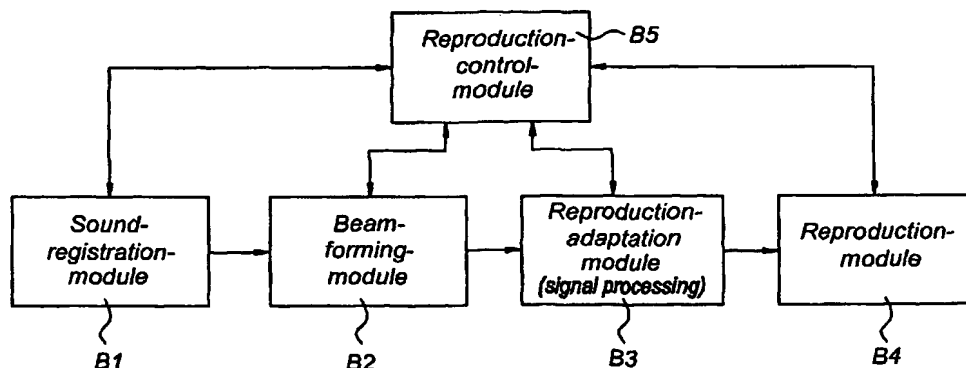 Reproduction-
control-
module
B5
Sound-
registration-
module
Beam-
forming-
module
Reproduction-
adaptation
module
(signal processing)
Reproduction-
module
B1
B2
B3
B4